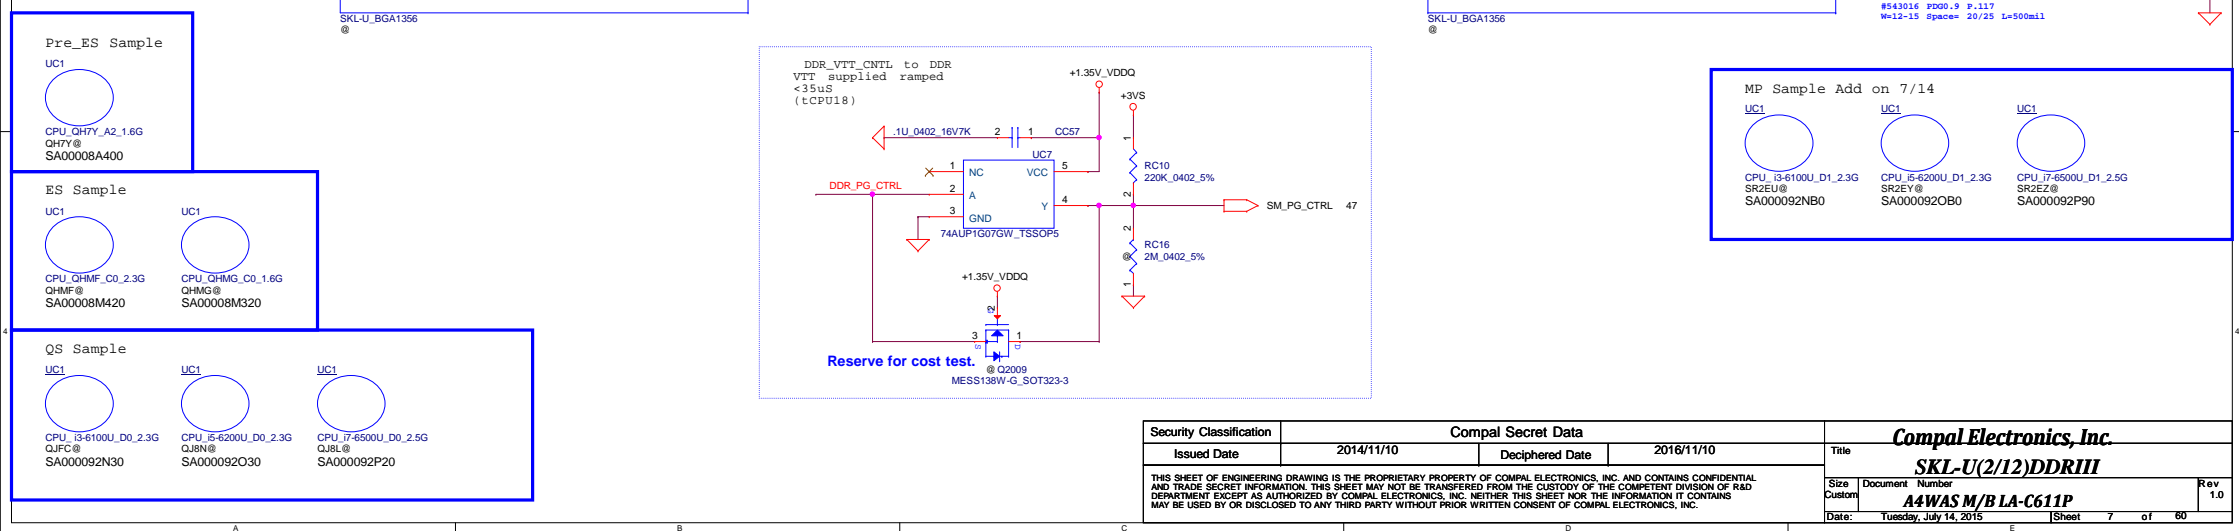 SKL-U_BGA1356
@
SKL-U_BGA1356
@
#543016 PDG0.9 P.117
W=12-15 Space= 20/25 L=500mil
Pre_ES Sample
UC1
CPU_QH7Y_A2_1.6G
QH7Y@
SA00008A400
ES Sample
UC1
CPU_QHMF_C0_2.3G
QHMF@
SA00008M420
UC1
CPU_QHMG_C0_1.6G
QHMG@
SA00008M320
QS Sample
UC1
CPU_ i3-6100U_D0_2.3G
QJFC@
SA000092N30
UC1
CPU_i5-6200U_D0_2.3G
QJ8N@
SA000092O30
UC1
CPU_i7-6500U_D0_2.5G
QJ8L@
SA000092P20
DDR_VTT_CNTL to DDR
VTT supplied ramped
<35uS
(tCPU18)
+1.35V_VDDQ
+3VS
.1U_0402_16V7K
2
1
CC57
UC7
1
NC
VCC
5
DDR_PG_CTRL
2
A
Y
4
3
GND
74AUP1G07GW_TSSOP5
1
RC10
220K_0402_5%
2
SM_PG_CTRL 47
2
RC16
@
2M_0402_5%
1
+1.35V_VDDQ
2
G
3
S
1
D
Reserve for cost test.
@ Q2009
MESS138W-G_SOT323-3
MP Sample Add on 7/14
UC1
CPU_ i3-6100U_D1_2.3G
SR2EU@
SA000092NB0
UC1
CPU_i5-6200U_D1_2.3G
SR2EY@
SA000092OB0
UC1
CPU_i7-6500U_D1_2.5G
SR2EZ@
SA000092P90
4
4
Security Classification
Compal Secret Data
Issued Date
2014/11/10
Deciphered Date
2016/11/10
THIS SHEET OF ENGINEERING DRAWING IS THE PROPRIETARY PROPERTY OF COMPAL ELECTRONICS, INC. AND CONTAINS CONFIDENTIAL
AND TRADE SECRET INFORMATION. THIS SHEET MAY NOT BE TRANSFERED FROM THE CUSTODY OF THE COMPETENT DIVISION OF R&D
DEPARTMENT EXCEPT AS AUTHORIZED BY COMPAL ELECTRONICS, INC. NEITHER THIS SHEET NOR THE INFORMATION IT CONTAINS
MAY BE USED BY OR DISCLOSED TO ANY THIRD PARTY WITHOUT PRIOR WRITTEN CONSENT OF COMPAL ELECTRONICS, INC.
Compal Electronics, Inc.
Title
SKL-U(2/12)DDRIII
Size
Custom
Document Number
A4WAS M/B LA-C611P
Rev
1.0
Date:
Tuesday, July 14, 2015
Sheet
7
of
60
A
B
C
D
E